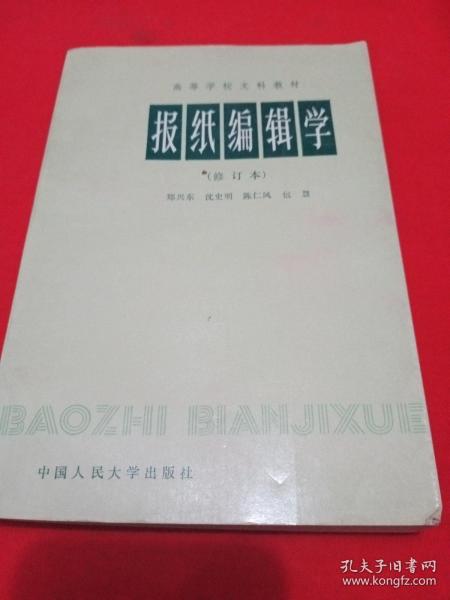 高等学校文科教材
报纸编辑学
(修订本)
郑兴东 沈史明 陈仁风 包慧
BAOZHI BIANJIXUE
中国人民大学出版社
孔夫子旧书网
www.kongfz.com